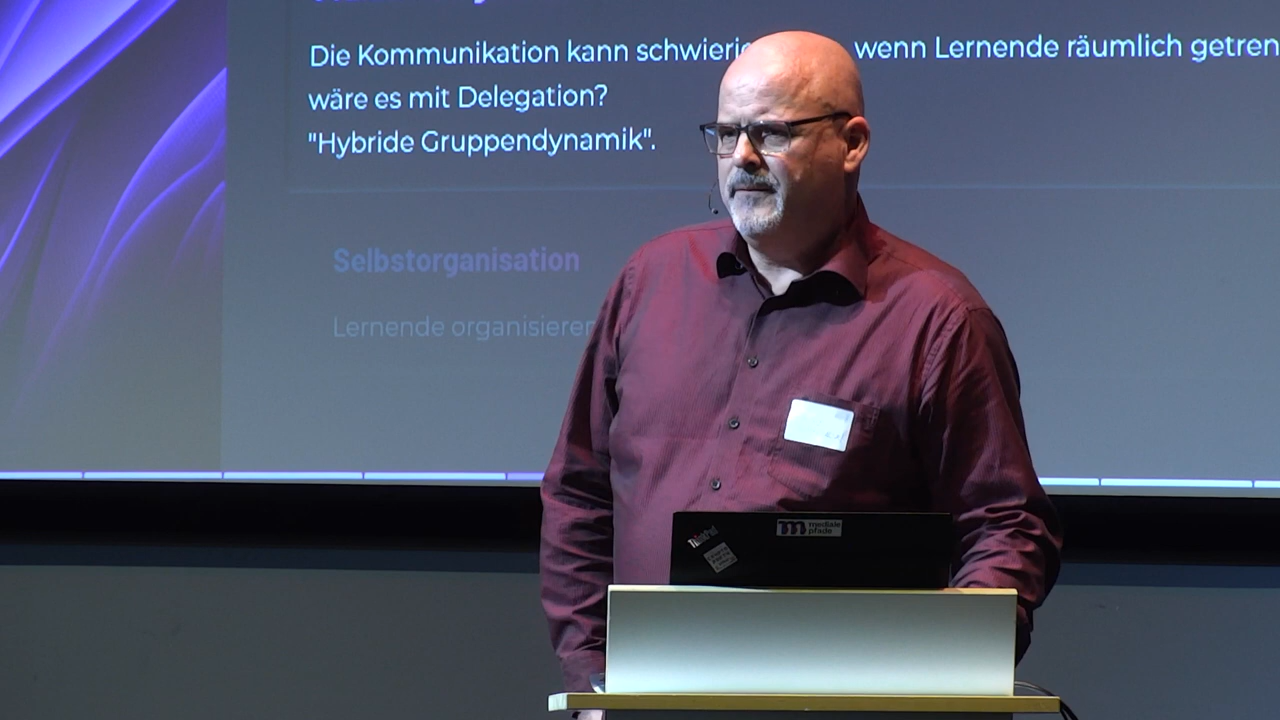 Die Kommunikation kann schwierig wenn Lernende räumlich getren
wäre es mit Delegation?
"Hybride Gruppendynamik".
Selbstorganisation
Lernende organisieren
ThinkPad
m mediale pfade